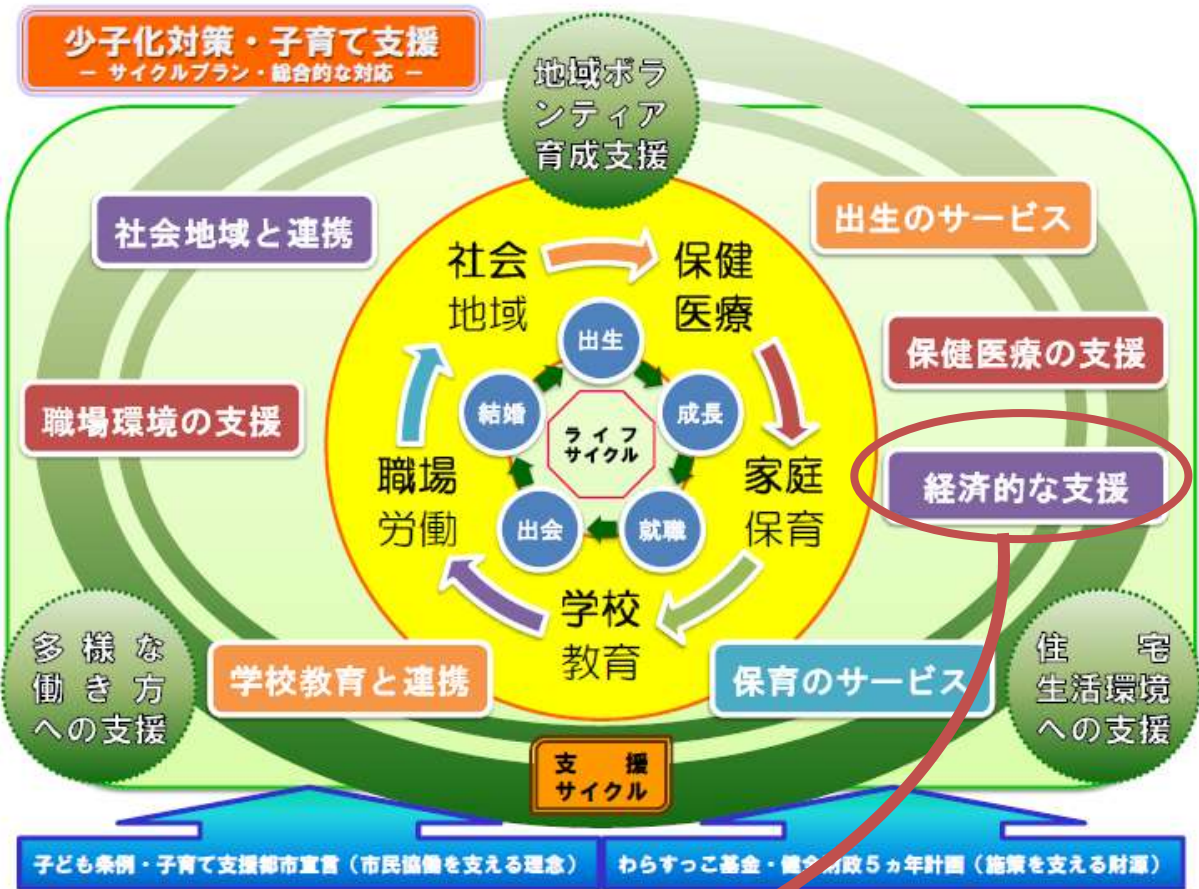 少子化対策・子育て支援
－ サイクルプラン・総合的な対応 －
地域ボラ
ンティア
育成支援
社会地域と連携
出生のサービス
社会
地域
保健
医療
出生
保健医療の支援
職場環境の支援
結婚
成長
ライフ
サイクル
経済的な支援
職場
労働
家庭
保育
出会
就職
学校
教育
多様な
働き方
への支援
学校教育と連携
保育のサービス
住宅
生活環境
への支援
支援
サイクル
子ども条例・子育て支援都市宣言（市民協働を支える理念）
わらすっこ基金・健全財政５ヵ年計画（施策を支える財源）